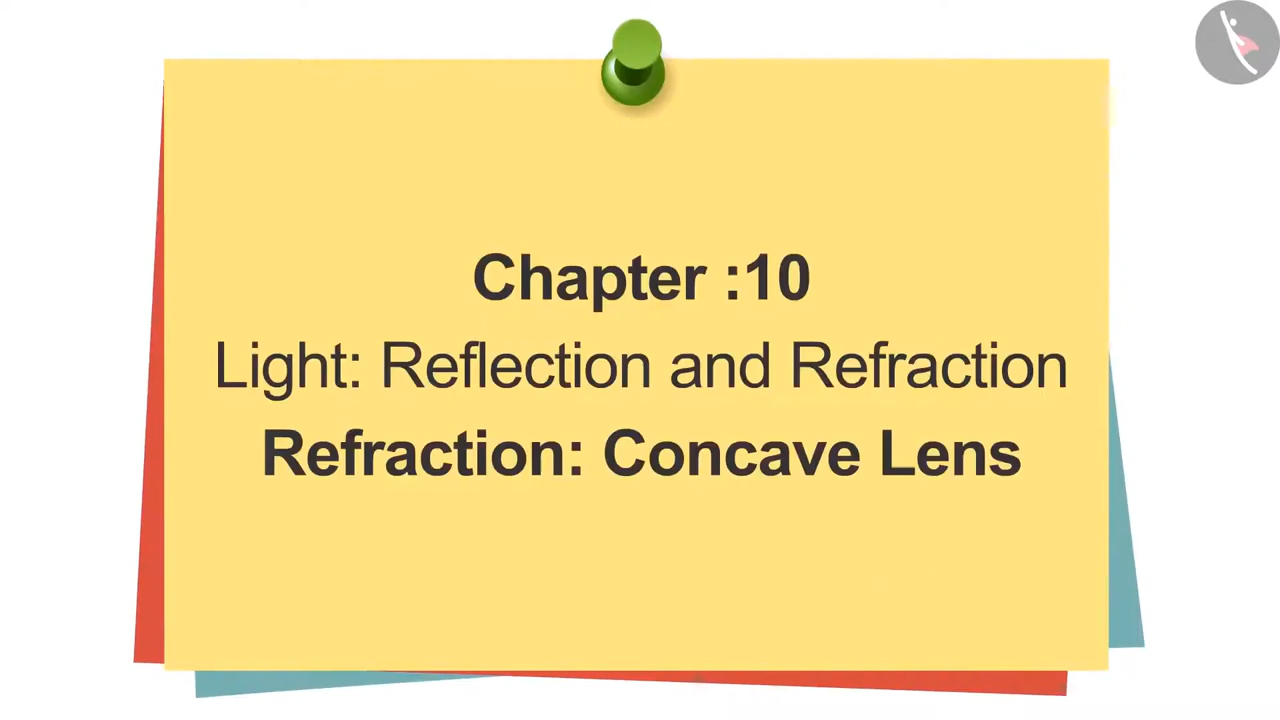 Chapter :10
Light: Reflection and Refraction
Refraction: Concave Lens